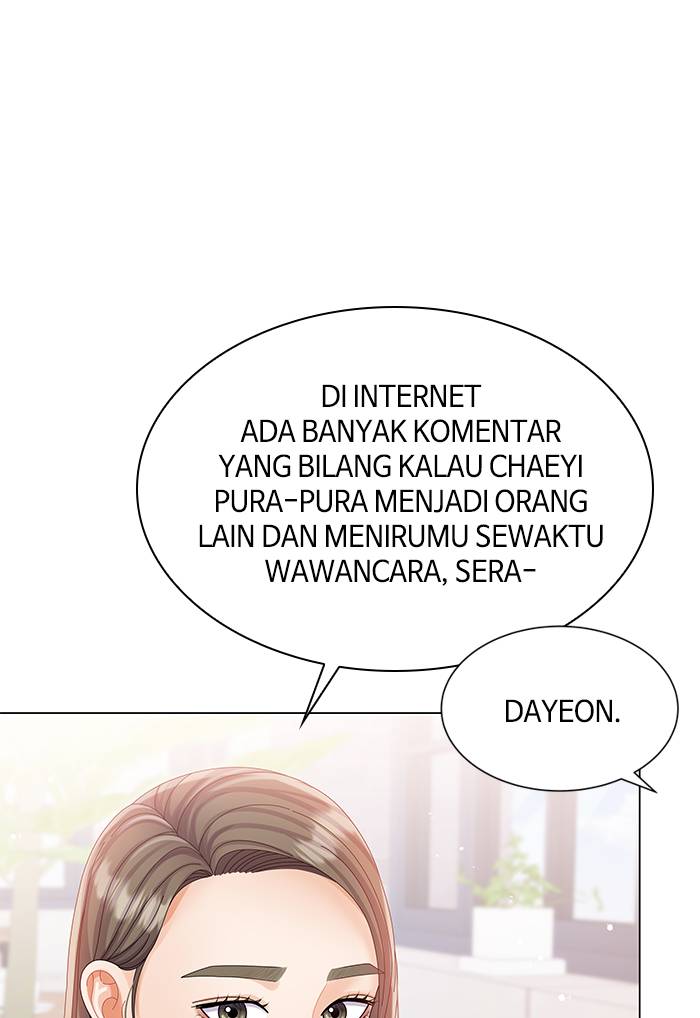 DI INTERNET
ADA BANYAK KOMENTAR
YANG BILANG KALAU CHAEYI
PURA-PURA MENJADI ORANG
LAIN DAN MENIRUMU SEWAKTU
WAWANCARA, SERA-
DAYEON.